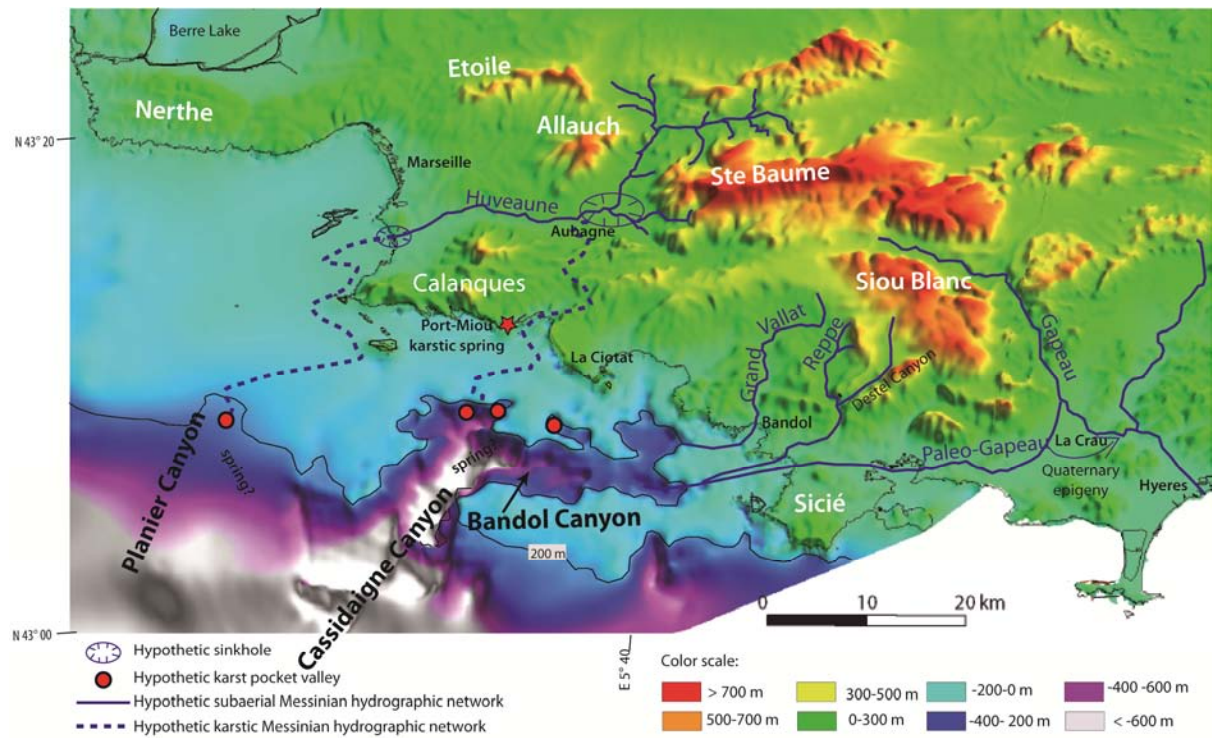 Berre Lake
Etoile
Nerthe
N 43° 20
Allauch
Marseille
Ste Baume
Huveaune
Aubagne
Calanques
Siou Blanc
Port-Miou
karstic spring
Vallat
Reppe
Gapeau
La Ciotat
Grand
Destel Canyon
Bandol
La Crau
Paleo-Gapeau
Quaternary
epigeny
Hyeres
spring?
spring?
Planier Canyon
Cassidaigne Canyon
Bandol Canyon
Sicié
200 m
0 10 20 km
N 43° 00
E 5° 40
Hypothetic sinkhole
Hypothetic karst pocket valley
Hypothetic subaerial Messinian hydrographic network
Hypothetic karstic Messinian hydrographic network
Color scale:
> 700 m 300-500 m -200-0 m -400 -600m
500-700 m 0-300 m -400- 200 m < -600m